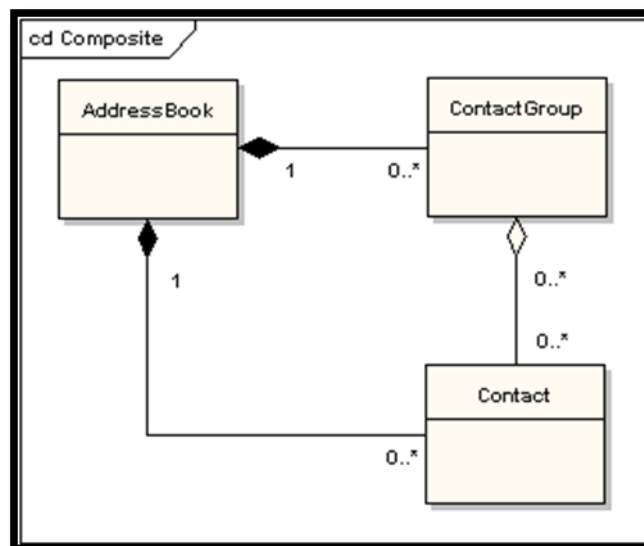 cd Composite
AddressBook
ContactGroup
1
0..*
1
0..*
0..*
Contact
0..*